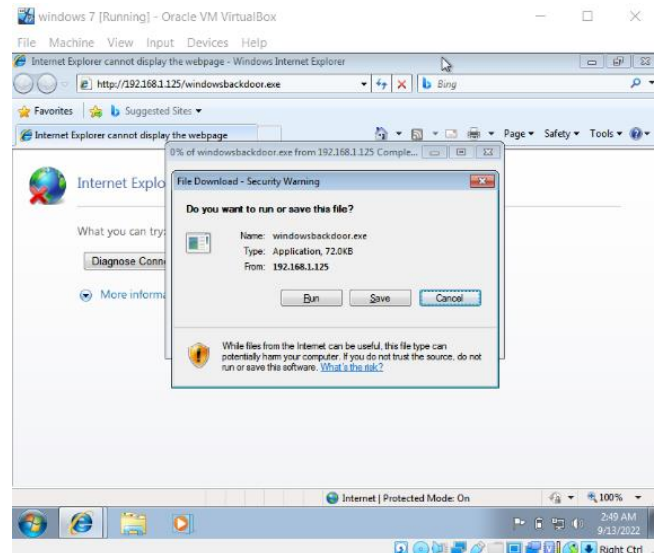 windows 7 [Running] - Oracle VM VirtualBox
File Machine View Input Devices Help
Internet Explorer cannot display the webpage - Windows Internet Explorer
http://192.168.1.125/windowsbackdoor.exe
Bing
Favorites Suggested Sites
Internet Explorer cannot display the webpage
Page Safety Tools
0% of windowsbackdoor.exe from 192.168.1.125 Comple...
Internet Explo
File Download - Security Warning
Do you want to run or save this file?
What you can try:
Name: windowsbackdoor.exe
Type: Application, 72.0KB
From: 192.168.1.125
Diagnose Conn
More informa
Run Save Cancel
While files from the Internet can be useful, this file type can
potentially harm your computer. If you do not trust the source, do not
run or save this software. What's the risk?
Internet | Protected Mode: On
100%
2:49 AM
9/13/2022
Right Ctrl